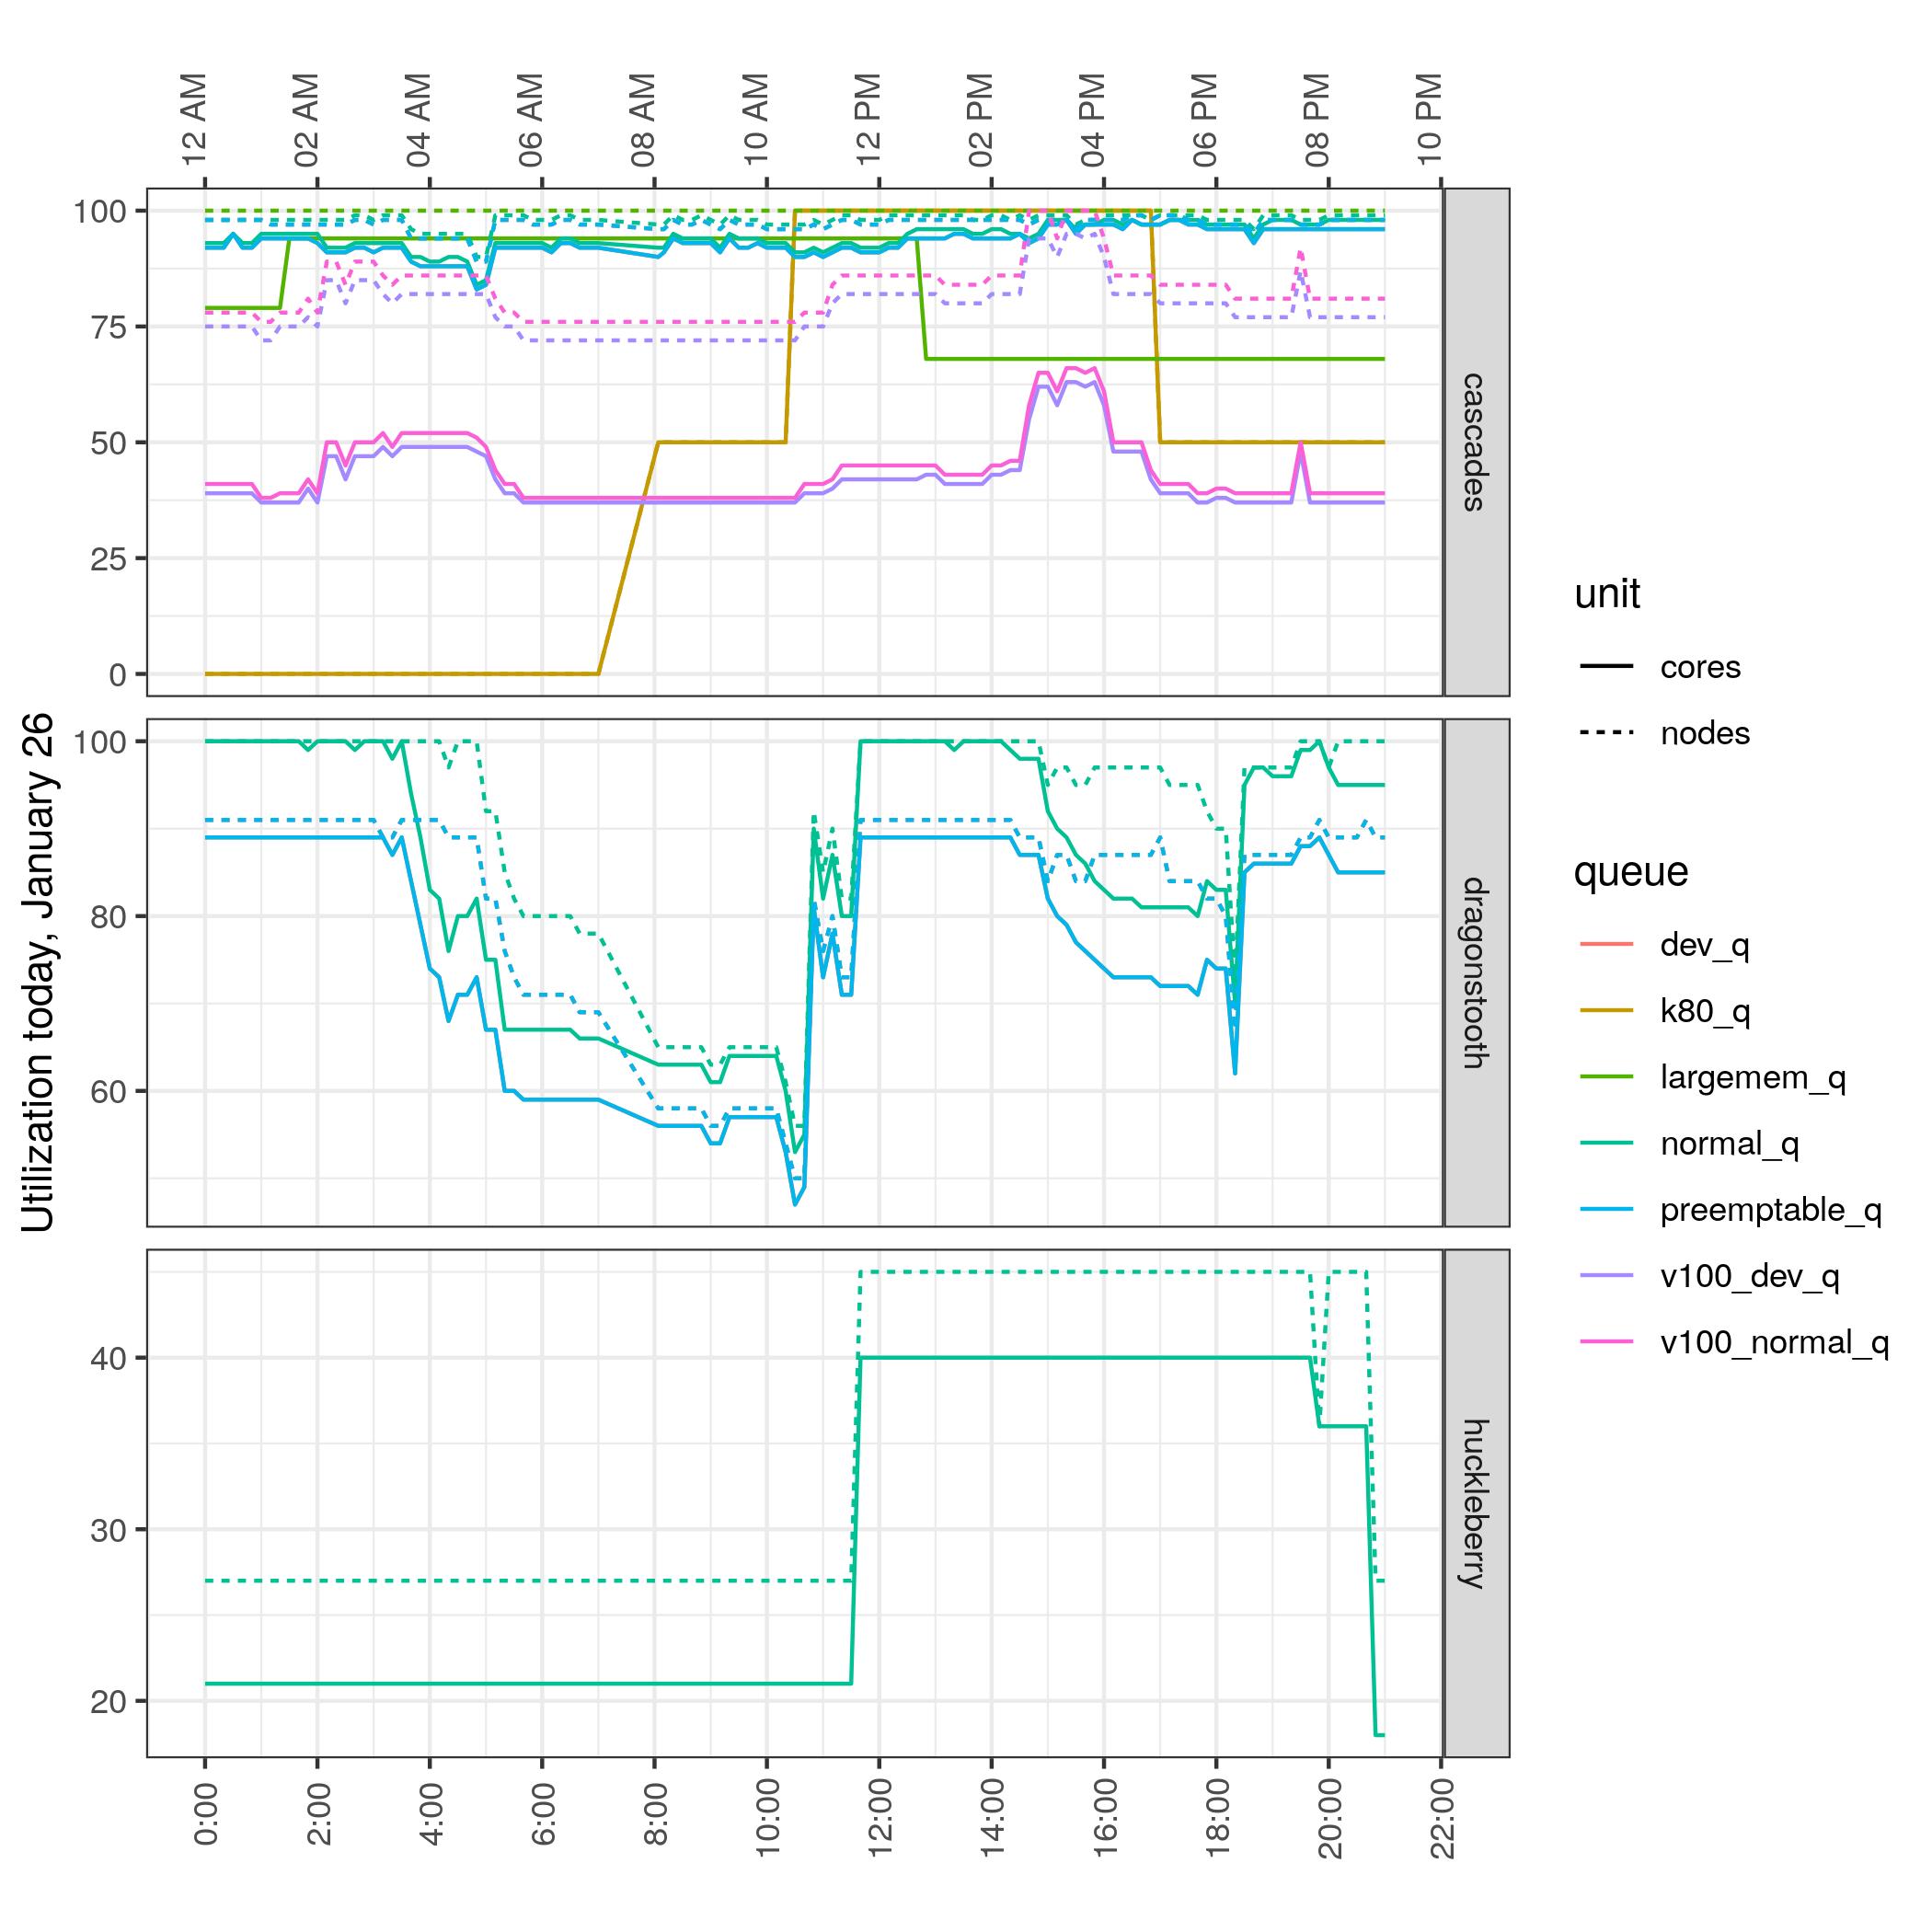 12 AM
02 AM
04 AM
06 AM
08 AM
10 AM
12 PM
02 PM
04 PM
06 PM
08 PM
10 PM
Utilization today, January 26
100
75
50
25
0
cascades
100
80
60
dragonstooth
40
30
20
huckleberry
0:00
2:00
4:00
6:00
8:00
10:00
12:00
14:00
16:00
18:00
20:00
22:00
unit
cores
nodes
queue
dev_q
k80_q
largemem_q
normal_q
preemptable_q
v100_dev_q
v100_normal_q